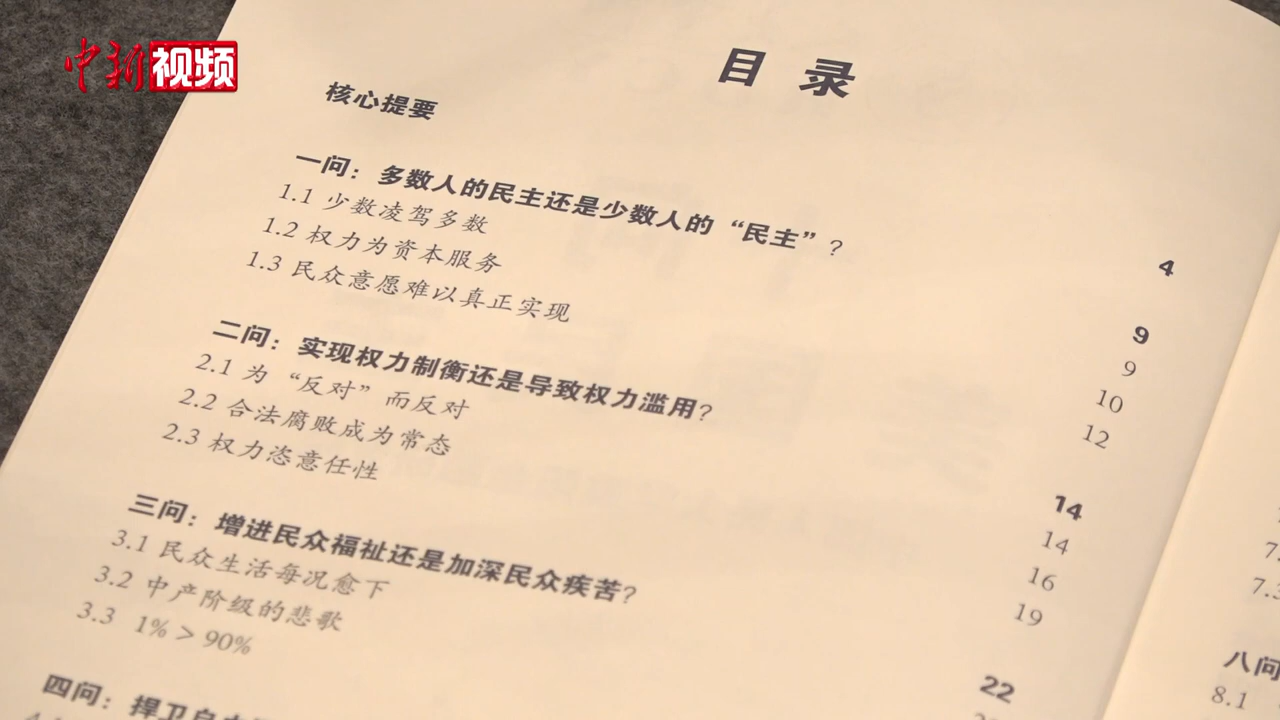 中新视频
目 录
核心提要 4
一问：多数人的民主还是少数人的“民主”？ 9
1.1 少数凌驾多数 9
1.2 权力为资本服务 10
1.3 民众意愿难以真正实现 12
二问：实现权力制衡还是导致权力滥用？ 14
2.1 为“反对”而反对 14
2.2 合法腐败成为常态 16
2.3 权力恣意任性 19
三问：增进民众福祉还是加深民众疾苦？ 22
3.1 民众生活每况愈下
3.2 中产阶级的悲歌
3.3 1% > 90%
四问：捍卫自由
八问
8.1